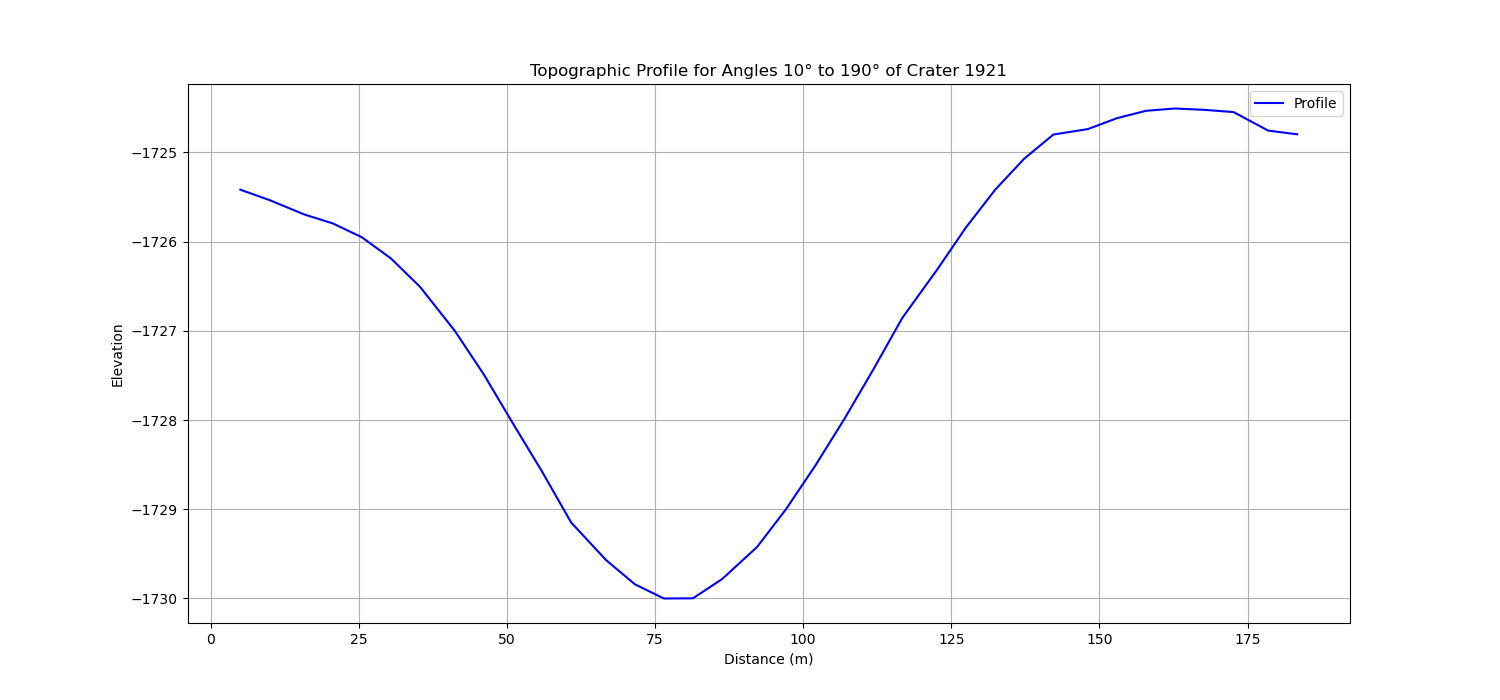 Topographic Profile for Angles 10° to 190° of Crater 1921
Profile
−1725
−1726
−1727
−1728
−1729
−1730
Elevation
0 25 50 75 100 125 150 175
Distance (m)